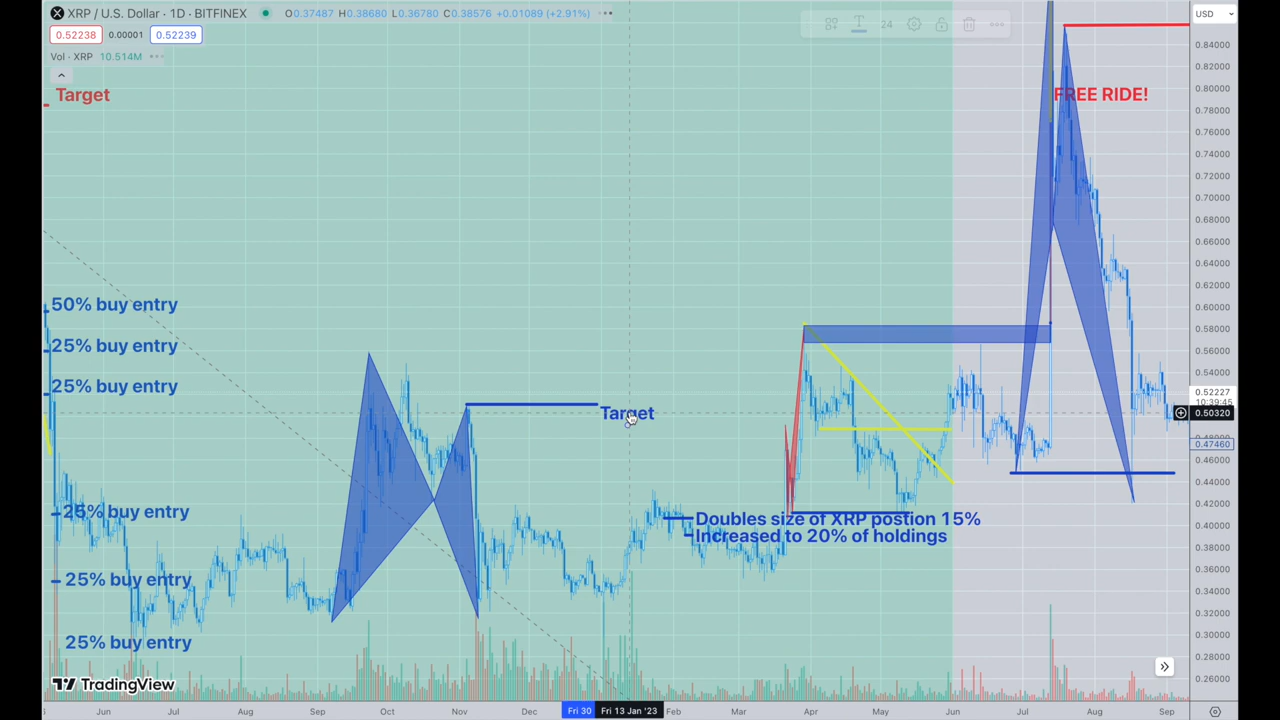 XRP / U.S. Dollar · 1D · BITFINEX
O0.37487 H0.38680 L0.36780 C0.38576 +0.01089 (+2.91%)
USD
0.52238
0.00001
0.52239
24
Vol · XRP 10.514M
Target
FREE RIDE!
50% buy entry
25% buy entry
25% buy entry
Target
25% buy entry
Doubles size of XRP postion 15%
Increased to 20% of holdings
25% buy entry
25% buy entry
TradingView
0.84000
0.82000
0.80000
0.78000
0.76000
0.74000
0.72000
0.70000
0.68000
0.66000
0.64000
0.62000
0.60000
0.58000
0.56000
0.54000
0.52227
10:39:45
0.50320
0.47460
0.46000
0.44000
0.42000
0.40000
0.38000
0.36000
0.34000
0.32000
0.30000
0.28000
0.26000
Jun
Jul
Aug
Sep
Oct
Nov
Dec
Fri 30
Fri 13 Jan '23
Feb
Mar
Apr
May
Jun
Jul
Aug
Sep